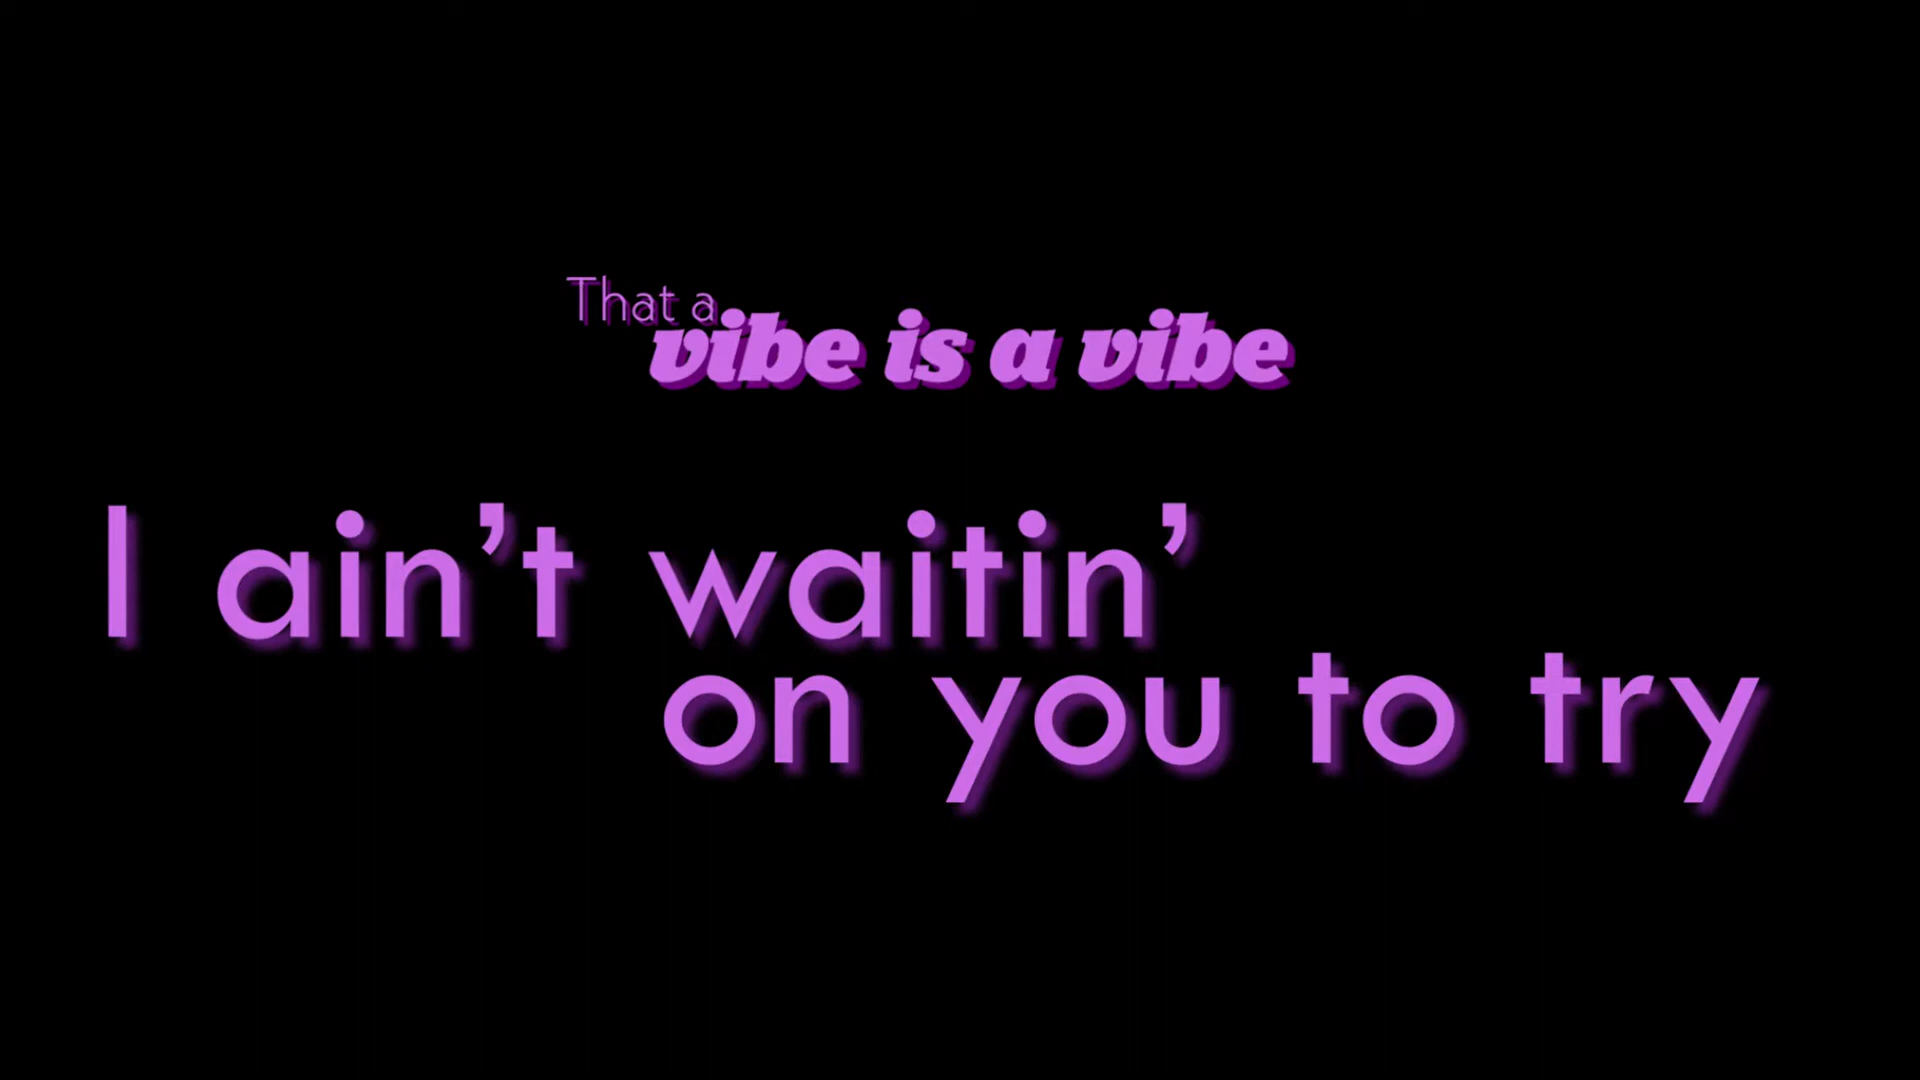 That a
vibe is a vibe
I ain’t waitin’
on you to try